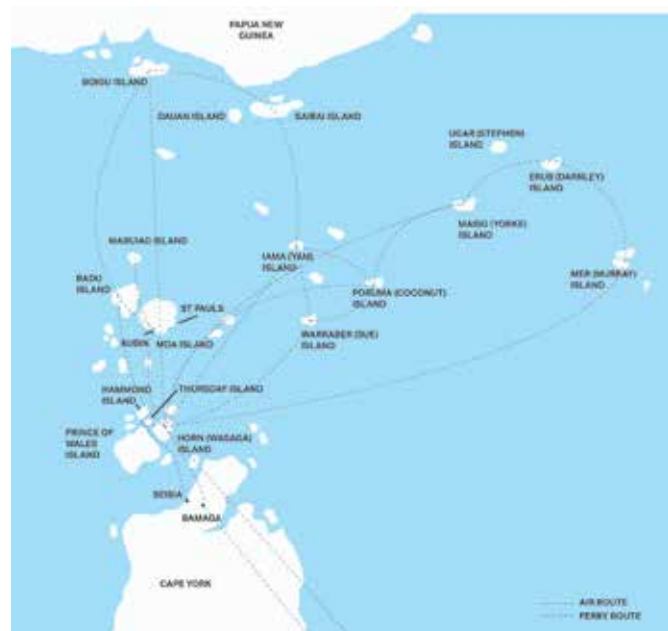 PAPUA NEW
GUINEA
BOIGU ISLAND
DAUAN ISLAND
SAIBAI ISLAND
UGAR (STEPHEN)
ISLAND
ERUB (DARNLEY)
ISLAND
MASIG (YORKE)
ISLAND
MABUIAG ISLAND
IAMA (YAM)
ISLAND
MER (MURRAY)
ISLAND
BADU
ISLAND
PORUMA (COCONUT)
ISLAND
ST PAULS
WARRABER (SUE)
ISLAND
KUBIN
MOA ISLAND
HAMMOND
ISLAND
THURSDAY ISLAND
PRINCE OF
WALES
ISLAND
HORN (WASAGA)
ISLAND
SEISIA
BAMAGA
CAPE YORK
AIR ROUTE
FERRY ROUTE